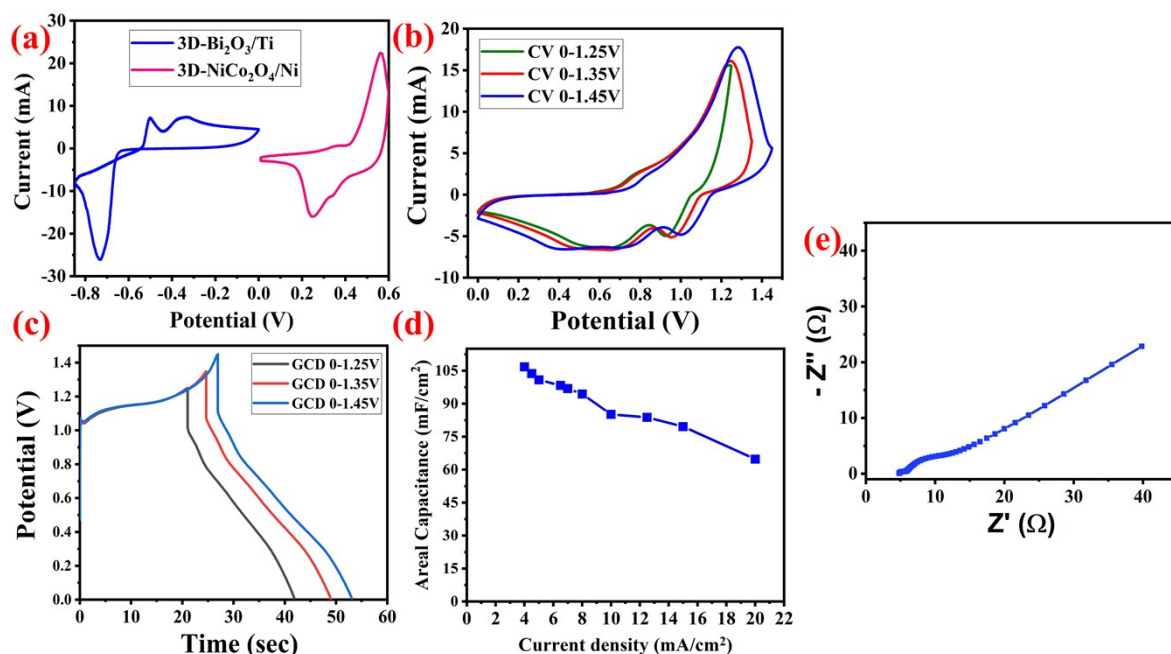 (a)
3D-Bi₂O₃/Ti
3D-NiCo₂O₄/Ni
Current (mA)
30
20
10
0
-10
-20
-30
-0.8 -0.6 -0.4 -0.2 0.0 0.2 0.4 0.6
Potential (V)
(b)
CV 0-1.25V
CV 0-1.35V
CV 0-1.45V
Current (mA)
20
15
10
5
0
-5
-10
0.0 0.2 0.4 0.6 0.8 1.0 1.2 1.4
Potential (V)
(c)
GCD 0-1.25V
GCD 0-1.35V
GCD 0-1.45V
Potential (V)
1.4
1.2
1.0
0.8
0.6
0.4
0.2
0.0
0 10 20 30 40 50 60
Time (sec)
(d)
Areal Capacitance (mF/cm²)
105
90
75
60
45
30
15
0
0 2 4 6 8 10 12 14 16 18 20 22
Current density (mA/cm²)
(e)
- Z'' (Ω)
40
30
20
10
0
0 10 20 30 40
Z' (Ω)